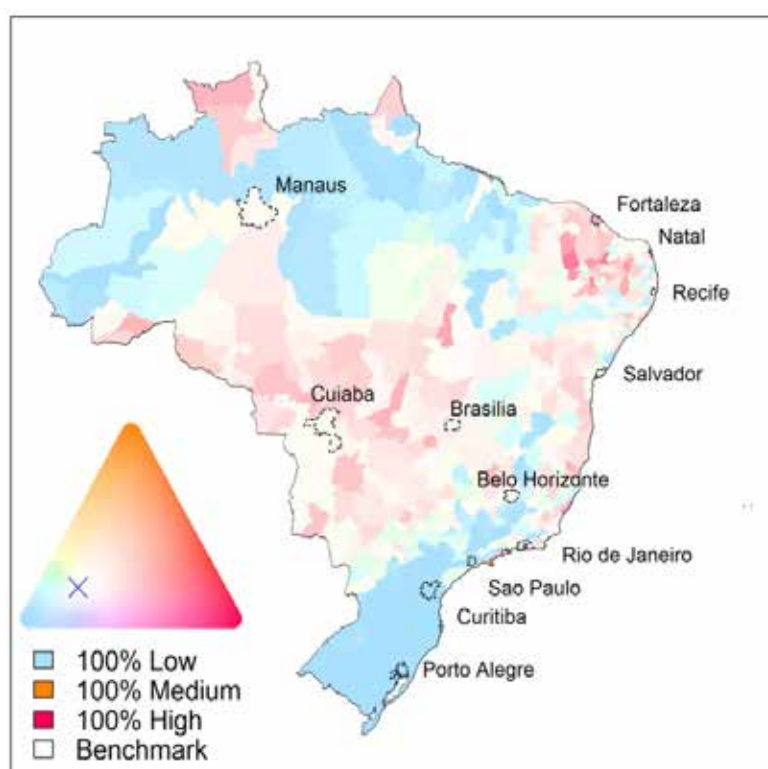 Manaus
Fortaleza
Natal
Recife
Salvador
Cuiaba
Brasilia
Belo Horizonte
Rio de Janeiro
Sao Paulo
Curitiba
Porto Alegre
100% Low
100% Medium
100% High
Benchmark